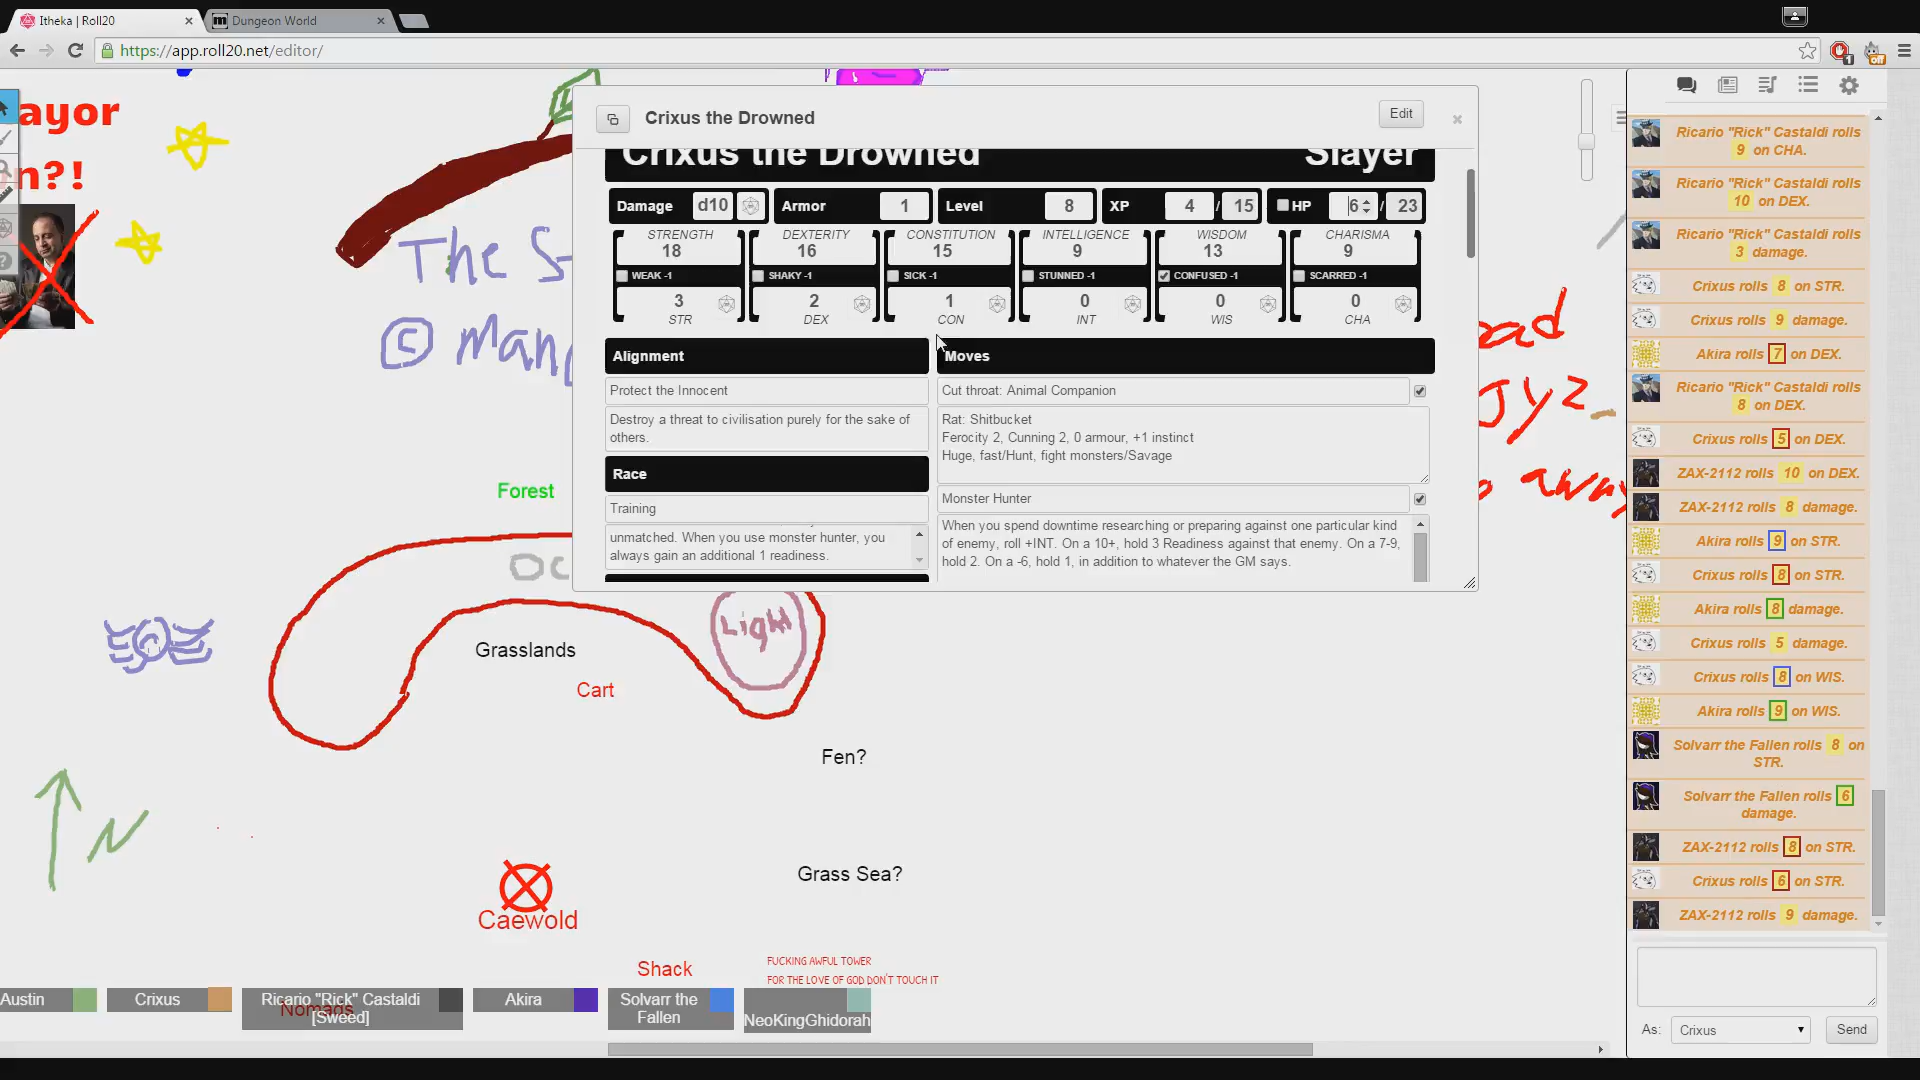 Itheka | Roll20
Dungeon World
https://app.roll20.net/editor/
ayor
n?!
The S
© man
Forest
Oc
Light
Grasslands
Cart
Fen?
Grass Sea?
Caewold
Shack
FUCKING AWFUL TOWER
FOR THE LOVE OF GOD DON'T TOUCH IT
Nomads
N
ead
away
Crixus the Drowned
Edit
Crixus the Drowned Slayer
Damage d10 Armor 1 Level 8 XP 4 / 15 HP 6 / 23
STRENGTH DEXTERITY CONSTITUTION INTELLIGENCE WISDOM CHARISMA
18 16 15 9 13 9
WEAK -1 SHAKY -1 SICK -1 STUNNED -1 CONFUSED -1 SCARRED -1
3 2 1 0 0 0
STR DEX CON INT WIS CHA
Alignment
Protect the Innocent
Destroy a threat to civilisation purely for the sake of
others.
Race
Training
unmatched. When you use monster hunter, you
always gain an additional 1 readiness.
Moves
Cut throat: Animal Companion
Rat: Shitbucket
Ferocity 2, Cunning 2, 0 armour, +1 instinct
Huge, fast/Hunt, fight monsters/Savage
Monster Hunter
When you spend downtime researching or preparing against one particular kind
of enemy, roll +INT. On a 10+, hold 3 Readiness against that enemy. On a 7-9,
hold 2. On a -6, hold 1, in addition to whatever the GM says.
Austin
Crixus
Ricario "Rick" Castaldi
[Sweed]
Akira
Solvarr the
Fallen
NeoKingGhidorah
Ricario "Rick" Castaldi rolls
9 on CHA.
Ricario "Rick" Castaldi rolls
10 on DEX.
Ricario "Rick" Castaldi rolls
3 damage.
Crixus rolls 8 on STR.
Crixus rolls 9 damage.
Akira rolls 7 on DEX.
Ricario "Rick" Castaldi rolls
8 on DEX.
Crixus rolls 5 on DEX.
ZAX-2112 rolls 10 on DEX.
ZAX-2112 rolls 8 damage.
Akira rolls 9 on STR.
Crixus rolls 8 on STR.
Akira rolls 8 damage.
Crixus rolls 5 damage.
Crixus rolls 8 on WIS.
Akira rolls 9 on WIS.
Solvarr the Fallen rolls 8 on
STR.
Solvarr the Fallen rolls 6
damage.
ZAX-2112 rolls 8 on STR.
Crixus rolls 6 on STR.
ZAX-2112 rolls 9 damage.
As: Crixus Send